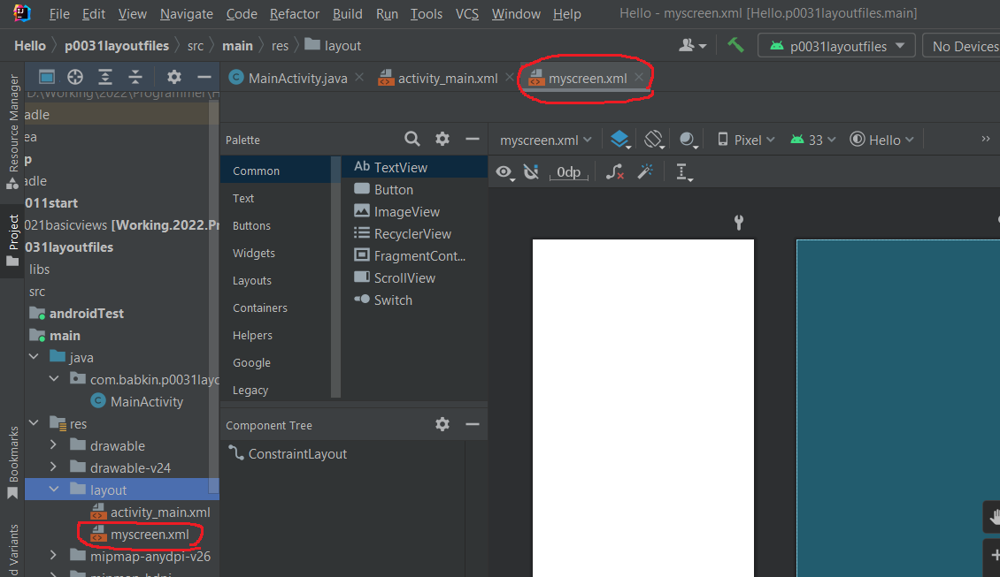 File Edit View Navigate Code Refactor Build Run Tools VCS Window Help Hello - myscreen.xml [Hello.p0031layoutfiles.main]
Hello p0031layoutfiles src main res layout p0031layoutfiles No Devices
MainActivity.java activity_main.xml myscreen.xml
Resource Manager
D:\Working\2022\Programmer\H
adle
ea
p
adle
011start
021basicviews [Working.2022.Pr
031layoutfiles
libs
src
androidTest
main
java
com.babkin.p0031layo
MainActivity
res
drawable
drawable-v24
layout
activity_main.xml
myscreen.xml
mipmap-anydpi-v26
mipmap-hdpi
Project
Bookmarks
d Variants
Palette
Common
Text
Buttons
Widgets
Layouts
Containers
Helpers
Google
Legacy
Ab TextView
Button
ImageView
RecyclerView
FragmentCont...
ScrollView
Switch
Component Tree
ConstraintLayout
myscreen.xml Pixel 33 Hello
0dp